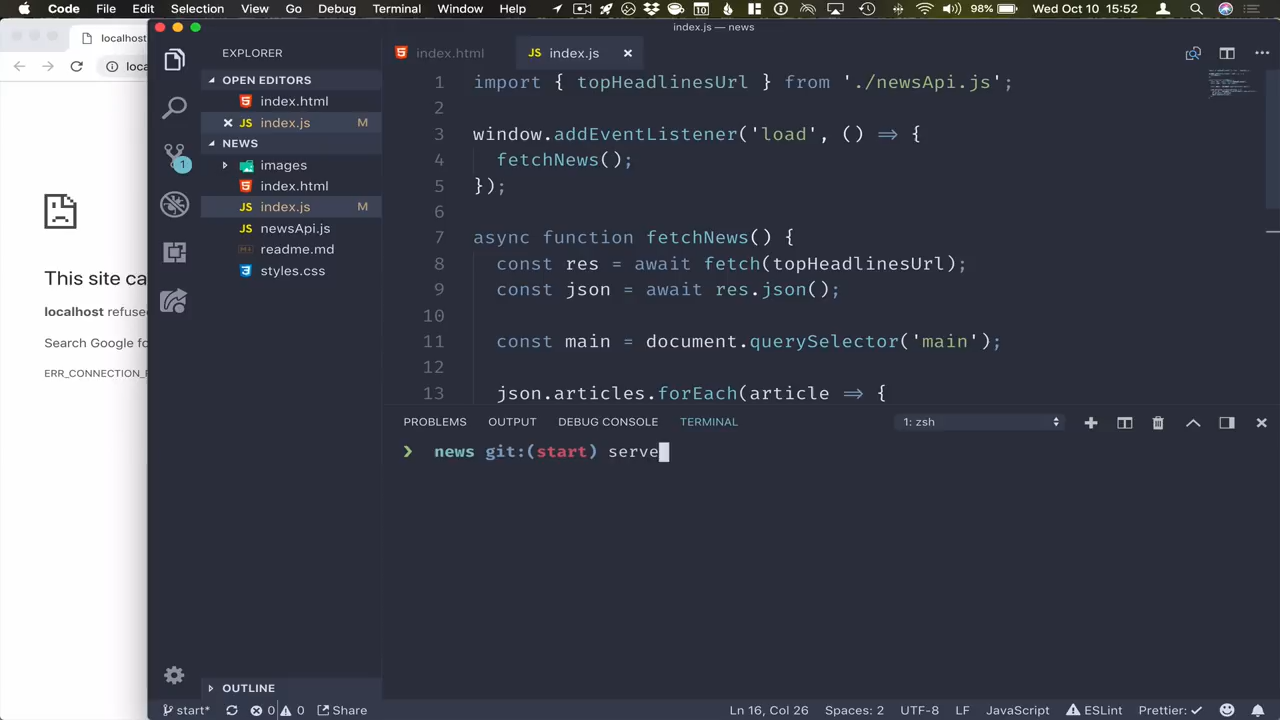 Code File Edit Selection View Go Debug Terminal Window Help 98% Wed Oct 10 15:52
localhost
This site ca
localhost refuse
Search Google fo
ERR_CONNECTION_
index.js — news
EXPLORER
OPEN EDITORS
index.html
JS index.js M
NEWS
images
index.html
JS index.js M
JS newsApi.js
readme.md
styles.css
1
OUTLINE
index.html JS index.js
1 import { topHeadlinesUrl } from './newsApi.js';
2
3 window.addEventListener('load', () => {
4 fetchNews();
5 });
6
7 async function fetchNews() {
8 const res = await fetch(topHeadlinesUrl);
9 const json = await res.json();
10
11 const main = document.querySelector('main');
12
13 json.articles.forEach(article => {
PROBLEMS OUTPUT DEBUG CONSOLE TERMINAL 1: zsh
news git:(start) serve
start* 0 0 Share Ln 16, Col 26 Spaces: 2 UTF-8 LF JavaScript ESLint Prettier: ✓